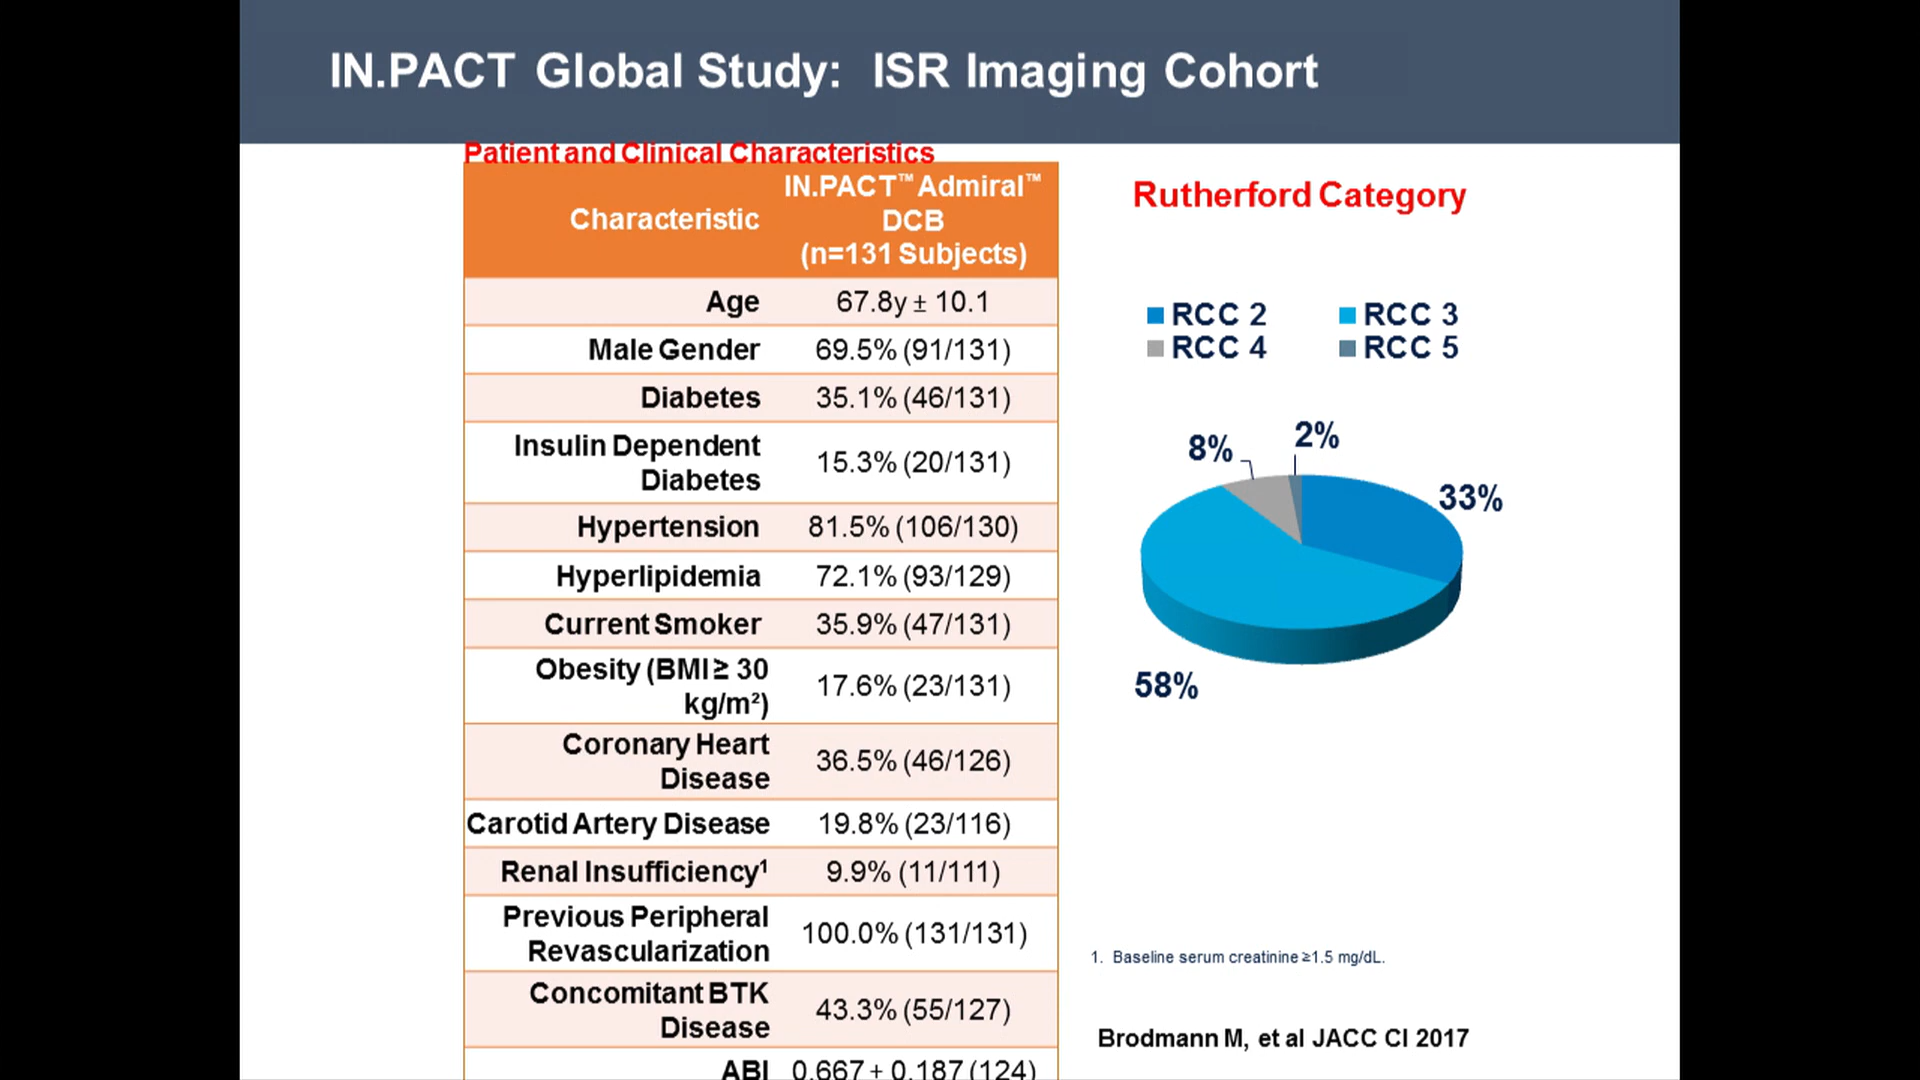 IN.PACT Global Study:  ISR Imaging Cohort
Patient and Clinical Characteristics
Characteristic
IN.PACT™ Admiral™
DCB
(n=131 Subjects)
Age
67.8y ± 10.1
Male Gender
69.5% (91/131)
Diabetes
35.1% (46/131)
Insulin Dependent
Diabetes
15.3% (20/131)
Hypertension
81.5% (106/130)
Hyperlipidemia
72.1% (93/129)
Current Smoker
35.9% (47/131)
Obesity (BMI ≥ 30
kg/m²)
17.6% (23/131)
Coronary Heart
Disease
36.5% (46/126)
Carotid Artery Disease
19.8% (23/116)
Renal Insufficiency¹
9.9% (11/111)
Previous Peripheral
Revascularization
100.0% (131/131)
Concomitant BTK
Disease
43.3% (55/127)
ABI
0.667 ± 0.187 (124)
Rutherford Category
RCC 2
RCC 3
RCC 4
RCC 5
8%
2%
33%
58%
1. Baseline serum creatinine ≥1.5 mg/dL.
Brodmann M, et al JACC CI 2017